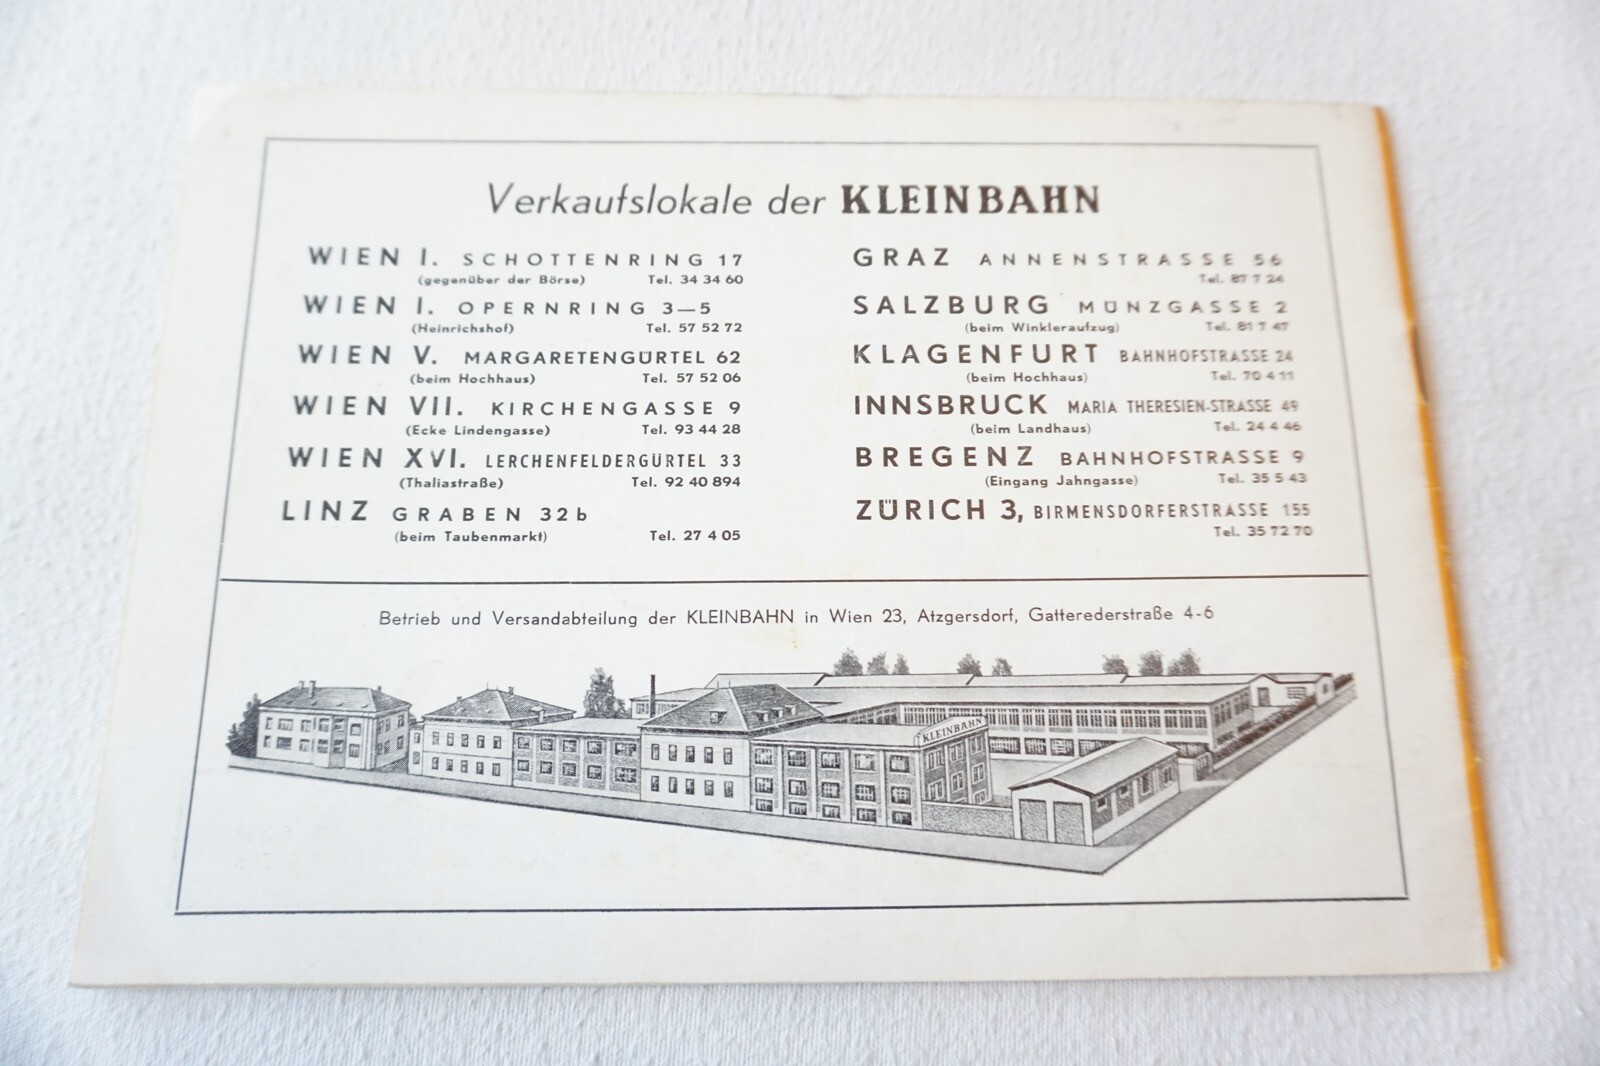 Verkaufslokale der KLEINBAHN
WIEN I. SCHOTTENRING 17
(gegenüber der Börse) Tel. 34 34 60
WIEN I. OPERNRING 3—5
(Heinrichshof) Tel. 57 52 72
WIEN V. MARGARETENGÜRTEL 62
(beim Hochhaus) Tel. 57 52 06
WIEN VII. KIRCHENGASSE 9
(Ecke Lindengasse) Tel. 93 44 28
WIEN XVI. LERCHENFELDERGÜRTEL 33
(Thaliastraße) Tel. 92 40 894
LINZ GRABEN 32b
(beim Taubenmarkt) Tel. 27 4 05
GRAZ ANNENSTRASSE 56
Tel. 87 7 24
SALZBURG MÜNZGASSE 2
(beim Winkleraufzug) Tel. 81 7 47
KLAGENFURT BAHNHOFSTRASSE 24
(beim Hochhaus) Tel. 70 4 11
INNSBRUCK MARIA THERESIEN-STRASSE 49
(beim Landhaus) Tel. 24 4 46
BREGENZ BAHNHOFSTRASSE 9
(Eingang Jahngasse) Tel. 35 5 43
ZÜRICH 3, BIRMENSDORFERSTRASSE 155
Tel. 35 72 70
Betrieb und Versandabteilung der KLEINBAHN in Wien 23, Atzgersdorf, Gatterederstraße 4-6
KLEINBAHN